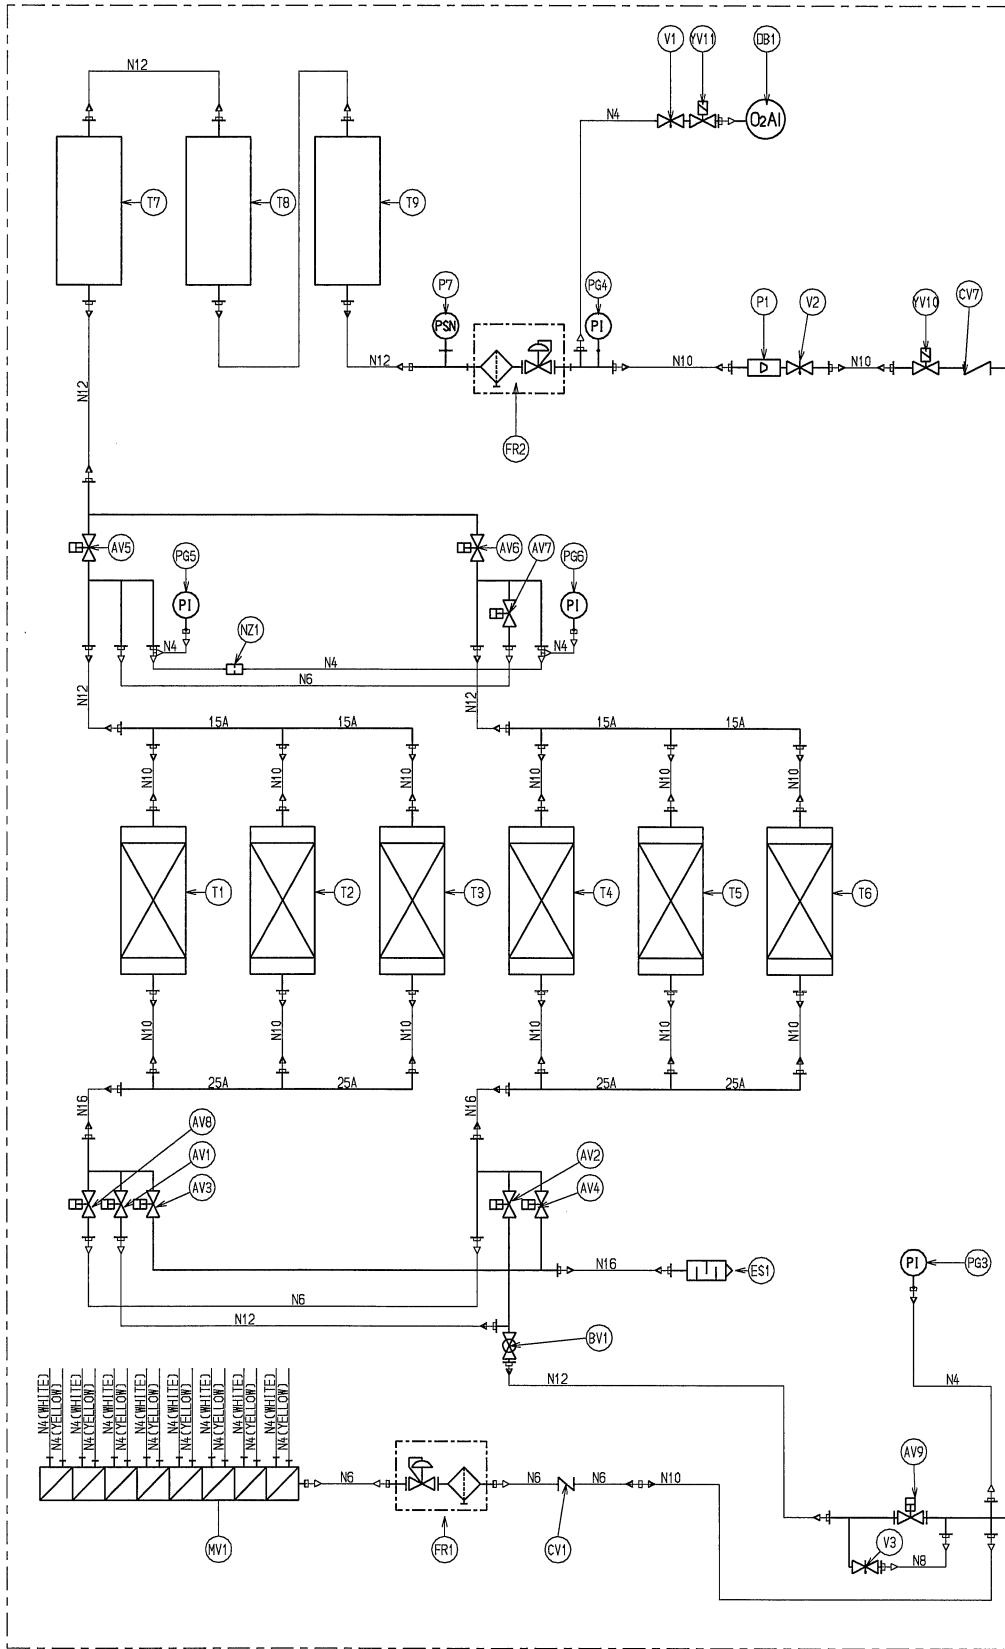 V1 YV11 DB1
N12
N4
O2AI
T7 T8 T9
P7 PG4
PSN PI
P1 V2 YV10 CV7
N12 N10 N10
N12
FR2
AV5 PG5 AV6 AV7 PG6
PI PI
NZ1
N4 N4
N4
N6
N12 N12
15A 15A 15A 15A
N10 N10 N10 N10 N10 N10
T1 T2 T3 T4 T5 T6
N10 N10 N10 N10 N10 N10
25A 25A 25A 25A
N16 N16
AV8
AV1 AV2
AV3 AV4
PI PG3
N16 ES1
N6
N12
BV1
N12 N4
N4(WHITE) N4(WHITE) N4(WHITE) N4(WHITE) N4(WHITE) N4(WHITE) N4(WHITE) N4(WHITE)
N4(YELLOW) N4(YELLOW) N4(YELLOW) N4(YELLOW) N4(YELLOW) N4(YELLOW) N4(YELLOW) N4(YELLOW)
AV9
N6 N6 N6 N10
MV1 FR1 CV1 V3
N8